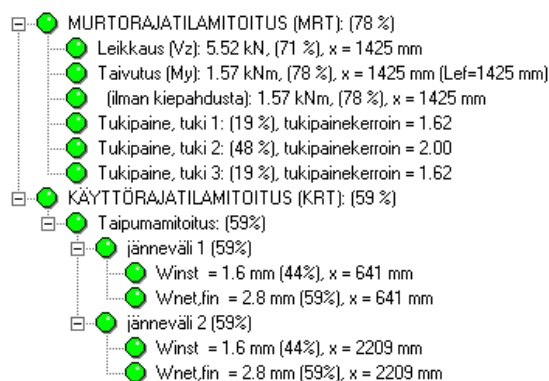 MURTORAJATILAMITOITUS (MRT): (78 %)
Leikkaus (Vz): 5.52 kN, (71 %), x = 1425 mm
Taivutus (My): 1.57 kNm, (78 %), x = 1425 mm (Lef=1425 mm)
(ilman kiepahdusta): 1.57 kNm, (78 %), x = 1425 mm
Tukipaine, tuki 1: (19 %), tukipainekerroin = 1.62
Tukipaine, tuki 2: (48 %), tukipainekerroin = 2.00
Tukipaine, tuki 3: (19 %), tukipainekerroin = 1.62
KÄYTTÖRAJATILAMITOITUS (KRT): (59 %)
Taipumamitoitus: (59%)
jänneväli 1 (59%)
Winst = 1.6 mm (44%), x = 641 mm
Wnet,fin = 2.8 mm (59%), x = 641 mm
jänneväli 2 (59%)
Winst = 1.6 mm (44%), x = 2209 mm
Wnet,fin = 2.8 mm (59%), x = 2209 mm